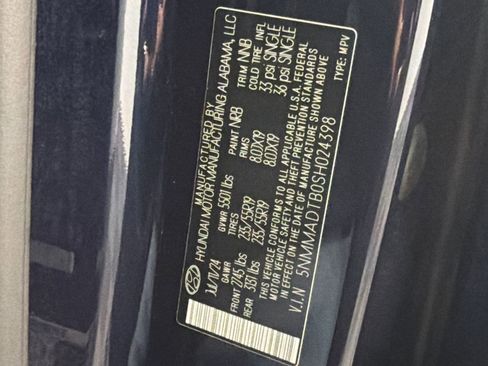 MANUFACTURED BY
HYUNDAI MOTOR MANUFACTURING ALABAMA, LLC
JUL/11/24 PAINT NRB TRIM NNB
GVWR 5501 lbs
GAWR TIRES RIMS COLD TIRE INFL
FRONT 2745 lbs 235/55R19 8.0JX19 33 psi SINGLE
REAR 3131 lbs 235/55R19 8.0JX19 36 psi SINGLE
THIS VEHICLE CONFORMS TO ALL APPLICABLE U.S.A. FEDERAL
MOTOR VEHICLE SAFETY AND THEFT PREVENTION STANDARDS
IN EFFECT ON THE DATE OF MANUFACTURE SHOWN ABOVE
V.I.N 5NMMADTB0SH024398 TYPE: MPV